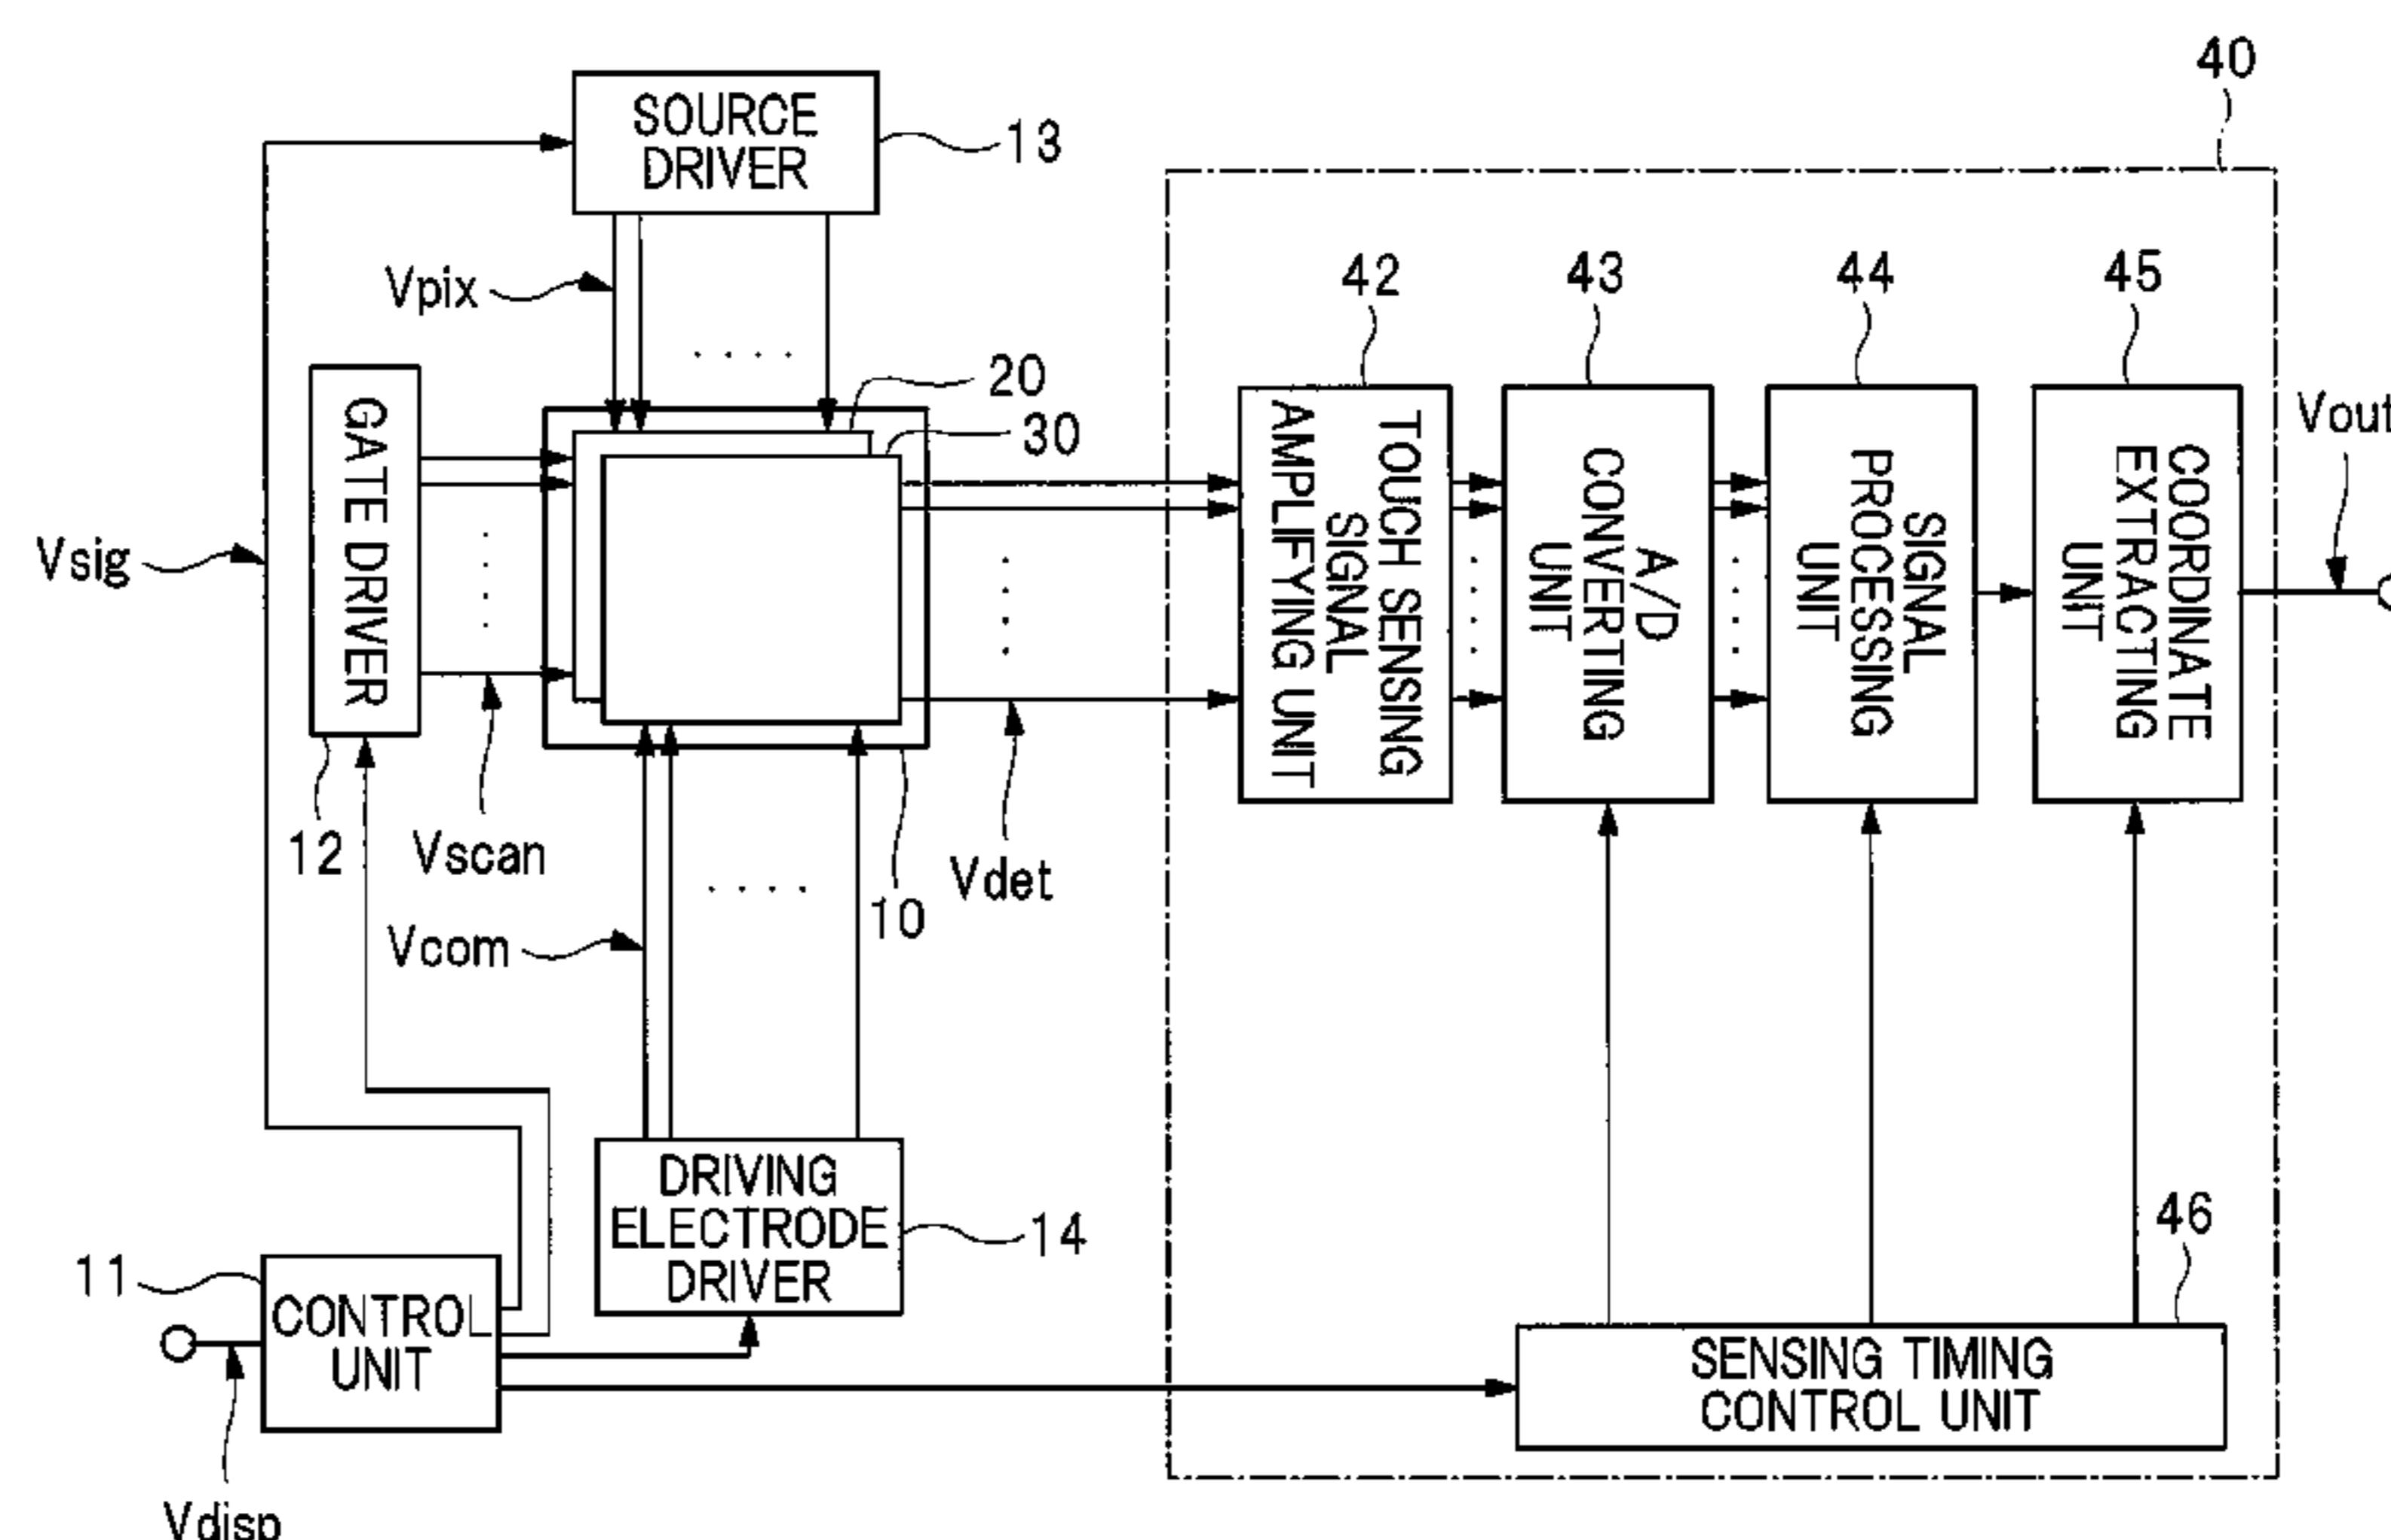 40
SOURCE
DRIVER
13
Vpix
42
43
44
45
20
30
Vout
GATE DRIVER
Vsig
TOUCH SENSING
SIGNAL
AMPLIFYING UNIT
A/D
CONVERTING
UNIT
SIGNAL
PROCESSING
UNIT
COORDINATE
EXTRACTING
UNIT
12
Vscan
Vdet
10
Vcom
DRIVING
ELECTRODE
DRIVER
14
46
11
CONTROL
UNIT
SENSING TIMING
CONTROL UNIT
Vdisp